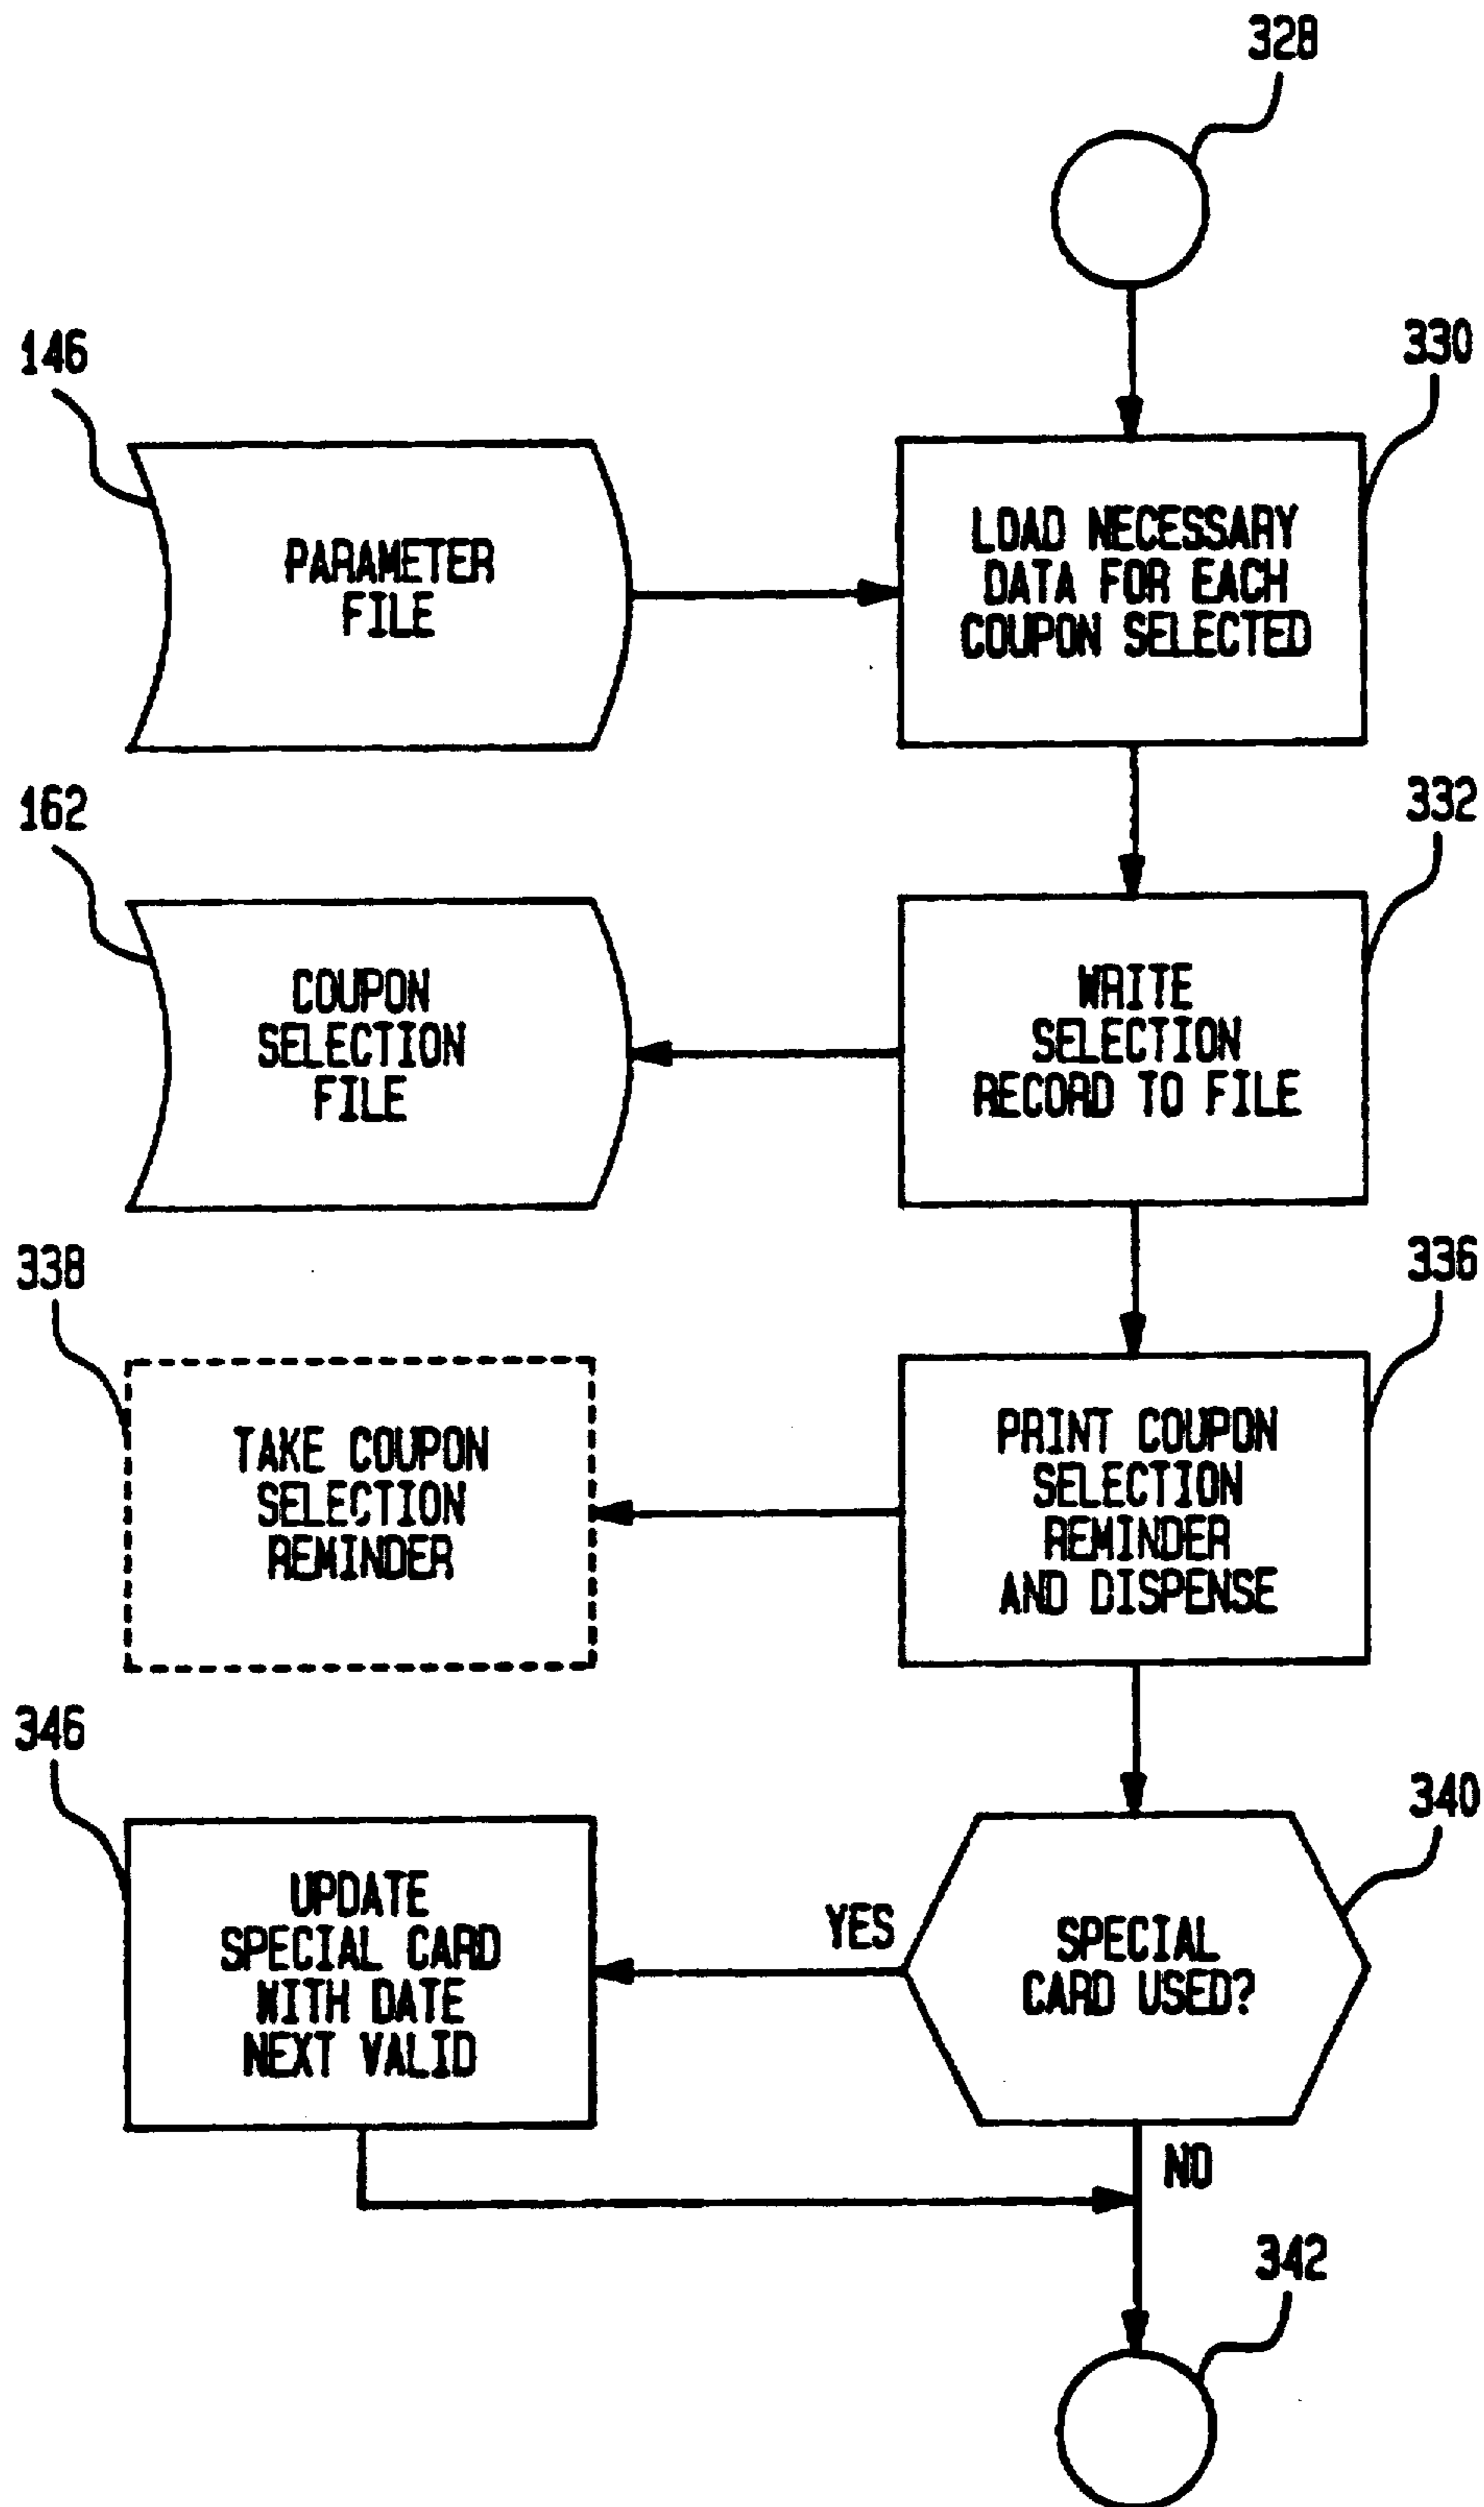 328
146
330
PARAMETER
FILE
LOAD NECESSARY
DATA FOR EACH
COUPON SELECTED
162
332
COUPON
SELECTION
FILE
WRITE
SELECTION
RECORD TO FILE
338
336
TAKE COUPON
SELECTION
REMINDER
PRINT COUPON
SELECTION
REMINDER
AND DISPENSE
346
340
UPDATE
SPECIAL CARD
WITH DATE
NEXT VALID
YES
SPECIAL
CARD USED?
NO
342